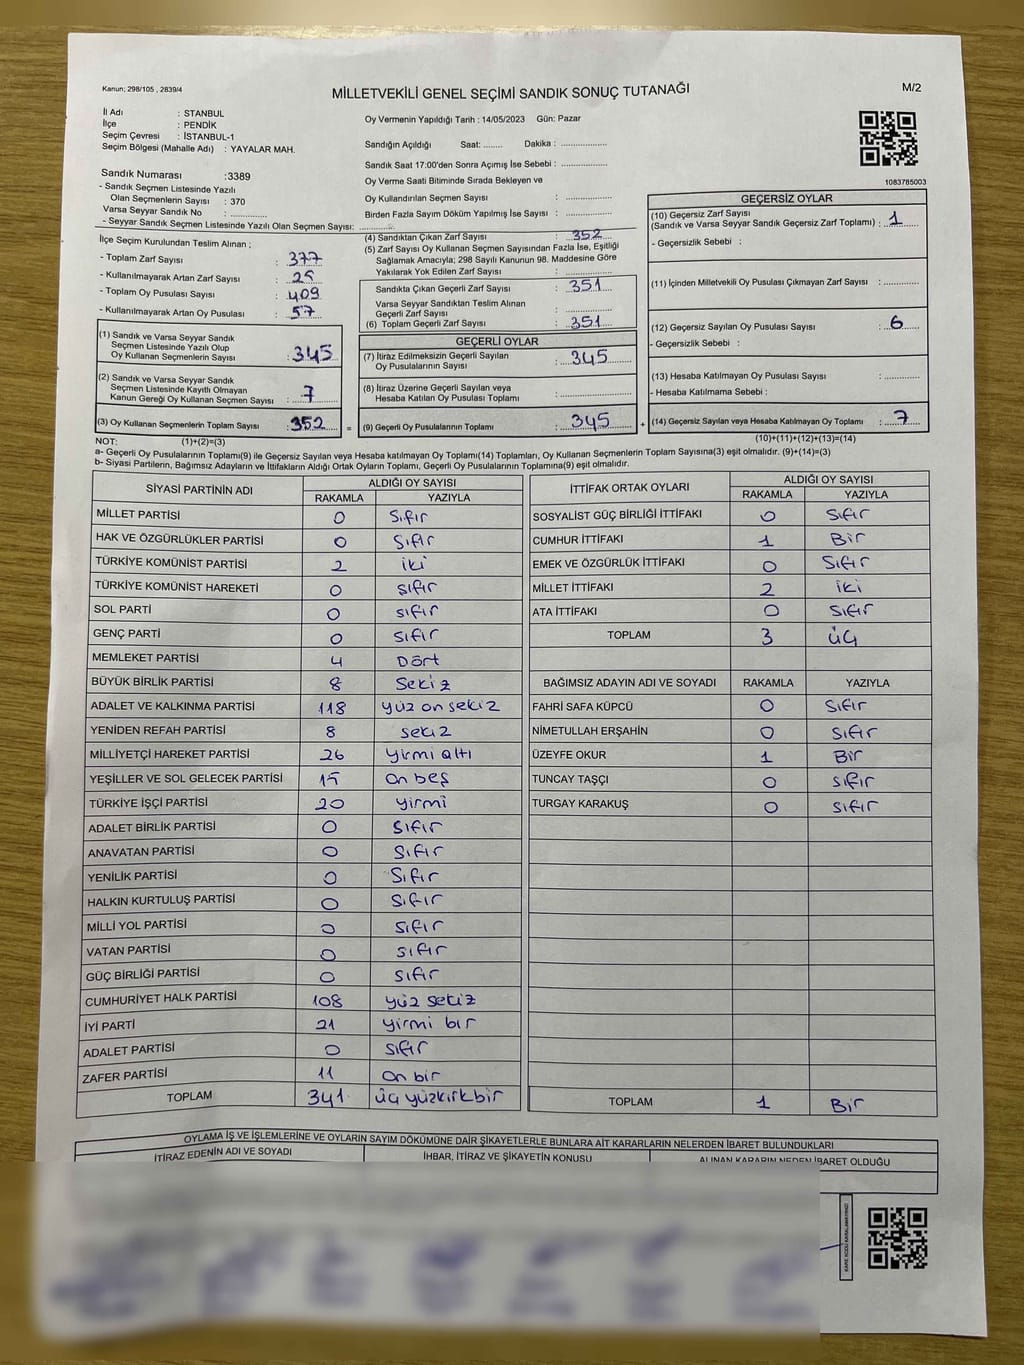 Kanun; 298/105 , 2839/4
MİLLETVEKİLİ GENEL SEÇİMİ SANDIK SONUÇ TUTANAĞI
M/2
İl Adı : STANBUL
İlçe : PENDİK
Seçim Çevresi : İSTANBUL-1
Seçim Bölgesi (Mahalle Adı) : YAYALAR MAH.
Oy Vermenin Yapıldığı Tarih : 14/05/2023 Gün: Pazar
Sandığın Açıldığı Saat: ........ Dakika : ....................
Sandık Saat 17:00'den Sonra Açımış İse Sebebi : ....................
Oy Verme Saati Bitiminde Sırada Bekleyen ve
Oy Kullandırılan Seçmen Sayısı : ....................
Birden Fazla Sayım Döküm Yapılmış İse Sayısı : ....................
1083785003
Sandık Numarası :3389
- Sandık Seçmen Listesinde Yazılı
Olan Seçmenlerin Sayısı : 370
Varsa Seyyar Sandık No : ................
- Seyyar Sandık Seçmen Listesinde Yazılı Olan Seçmen Sayısı: ................
İlçe Seçim Kurulundan Teslim Alınan ;
- Toplam Zarf Sayısı : 377
- Kullanılmayarak Artan Zarf Sayısı : 25
- Toplam Oy Pusulası Sayısı : 409
- Kullanılmayarak Artan Oy Pusulası : 57
(1) Sandık ve Varsa Seyyar Sandık
Seçmen Listesinde Yazılı Olup
Oy Kullanan Seçmenlerin Sayısı : 345
(2) Sandık ve Varsa Seyyar Sandık
Seçmen Listesinde Kayıtlı Olmayan
Kanun Gereği Oy Kullanan Seçmen Sayısı : 7
(3) Oy Kullanan Seçmenlerin Toplam Sayısı : 352 =
(4) Sandıktan Çıkan Zarf Sayısı : 352
(5) Zarf Sayısı Oy Kullanan Seçmen Sayısından Fazla İse, Eşitliği
Sağlamak Amacıyla; 298 Sayılı Kanunun 98. Maddesine Göre
Yakılarak Yok Edilen Zarf Sayısı : ....................
Sandıkta Çıkan Geçerli Zarf Sayısı : 351
Varsa Seyyar Sandıktan Teslim Alınan
Geçerli Zarf Sayısı : ....................
(6) Toplam Geçerli Zarf Sayısı : 351
GEÇERLİ OYLAR
(7) İtiraz Edilmeksizin Geçerli Sayılan
Oy Pusulalarının Sayısı : 345
(8) İtiraz Üzerine Geçerli Sayılan veya
Hesaba Katılan Oy Pusulası Toplamı : ....................
(9) Geçerli Oy Pusulalarının Toplamı : 345 +
GEÇERSİZ OYLAR
(10) Geçersiz Zarf Sayısı
(Sandık ve Varsa Seyyar Sandık Geçersiz Zarf Toplamı) : 1
- Geçersizlik Sebebi :
(11) İçinden Milletvekili Oy Pusulası Çıkmayan Zarf Sayısı : ............
(12) Geçersiz Sayılan Oy Pusulası Sayısı : 6
- Geçersizlik Sebebi :
(13) Hesaba Katılmayan Oy Pusulası Sayısı : ............
- Hesaba Katılmama Sebebi :
(14) Geçersiz Sayılan veya Hesaba Katılmayan Oy Toplamı : 7
NOT: (1)+(2)=(3)
(10)+(11)+(12)+(13)=(14)
a- Geçerli Oy Pusulalarının Toplamı(9) ile Geçersiz Sayılan veya Hesaba Katılmayan Oy Toplamı(14) Toplamları, Oy Kullanan Seçmenlerin Toplam Sayısına(3) eşit olmalıdır. (9)+(14)=(3)
b- Siyasi Partilerin, Bağımsız Adayların ve İttifakların Aldığı Ortak Oyların Toplamı, Geçerli Oy Pusulalarının Toplamına(9) eşit olmalıdır.
SİYASİ PARTİNİN ADI ALDIĞI OY SAYISI
RAKAMLA YAZIYLA
MİLLET PARTİSİ 0 Sıfır
HAK VE ÖZGÜRLÜKLER PARTİSİ 0 Sıfır
TÜRKİYE KOMÜNİST PARTİSİ 2 iki
TÜRKİYE KOMÜNİST HAREKETİ 0 sıfır
SOL PARTİ 0 sıfır
GENÇ PARTİ 0 sıfır
MEMLEKET PARTİSİ 4 Dört
BÜYÜK BİRLİK PARTİSİ 8 Sekiz
ADALET VE KALKINMA PARTİSİ 118 yüz on sekiz
YENİDEN REFAH PARTİSİ 8 sekiz
MİLLİYETÇİ HAREKET PARTİSİ 26 yirmi altı
YEŞİLLER VE SOL GELECEK PARTİSİ 15 on beş
TÜRKİYE İŞÇİ PARTİSİ 20 yirmi
ADALET BİRLİK PARTİSİ 0 sıfır
ANAVATAN PARTİSİ 0 Sıfır
YENİLİK PARTİSİ 0 Sıfır
HALKIN KURTULUŞ PARTİSİ 0 Sıfır
MİLLİ YOL PARTİSİ 0 sıfır
VATAN PARTİSİ 0 sıfır
GÜÇ BİRLİĞİ PARTİSİ 0 sıfır
CUMHURİYET HALK PARTİSİ 108 yüz sekiz
İYİ PARTİ 21 yirmi bir
ADALET PARTİSİ 0 sıfır
ZAFER PARTİSİ 11 on bir
TOPLAM 341 üç yüzkırkbir
İTTİFAK ORTAK OYLARI ALDIĞI OY SAYISI
RAKAMLA YAZIYLA
SOSYALİST GÜÇ BİRLİĞİ İTTİFAKI 0 Sıfır
CUMHUR İTTİFAKI 1 Bir
EMEK VE ÖZGÜRLÜK İTTİFAKI 0 Sıfır
MİLLET İTTİFAKI 2 iki
ATA İTTİFAKI 0 Sıfır
TOPLAM 3 üç
BAĞIMSIZ ADAYIN ADI VE SOYADI RAKAMLA YAZIYLA
FAHRİ SAFA KÜPCÜ 0 Sıfır
NİMETULLAH ERŞAHİN 0 sıfır
ÜZEYFE OKUR 1 Bir
TUNCAY TAŞÇI 0 sıfır
TURGAY KARAKUŞ 0 sıfır
TOPLAM 1 Bir
OYLAMA İŞ VE İŞLEMLERİNE VE OYLARIN SAYIM DÖKÜMÜNE DAİR ŞİKAYETLERLE BUNLARA AİT KARARLARIN NELERDEN İBARET BULUNDUKLARI
İTİRAZ EDENİN ADI VE SOYADI İHBAR, İTİRAZ VE ŞİKAYETİN KONUSU ALINAN KARARIN NEDEN İBARET OLDUĞU
KARE KODU KARALAMAYINIZ